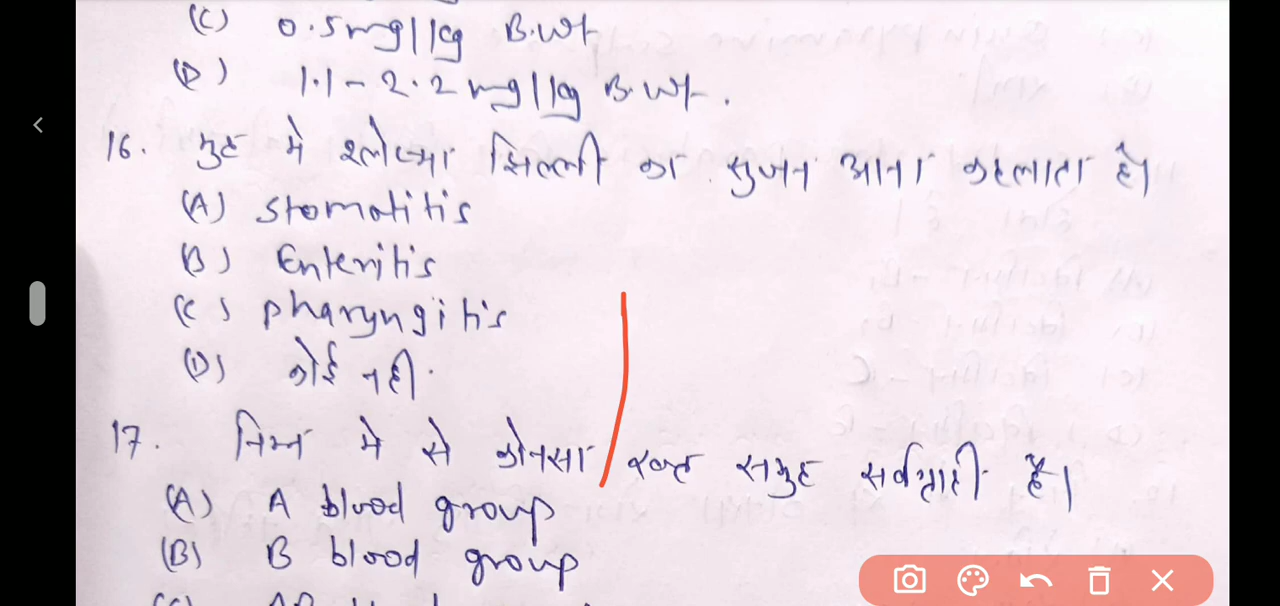 (C) 0.5mg/kg B.wt
(D) 1.1 - 2.2 mg/kg B.wt.
16. मुह मे श्लेष्मा झिल्ली का सुजन आना कहलाता है।
(A) Stomatitis
(B) Enteritis
(C) pharyngitis
(D) कोई नही.
17. निम्न मे से कोनसा रक्त समुह सर्वग्राही है।
(A) A blood group
(B) B blood group